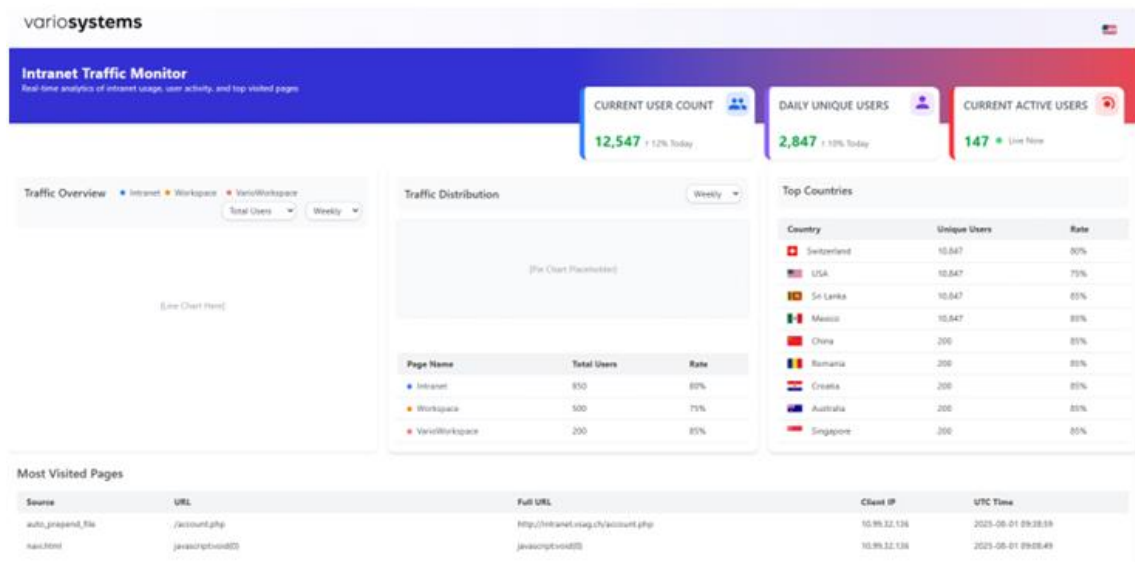 variosystems
Intranet Traffic Monitor
Real-time analytics of intranet usage, user activity, and top visited pages
CURRENT USER COUNT
12,547 ↑ 12% Today
DAILY UNIQUE USERS
2,847 ↑ 10% Today
CURRENT ACTIVE USERS
147 Live Now
Traffic Overview Intranet Workspace VarioWorkspace
Total Users Weekly
[Line Chart Here]
Traffic Distribution Weekly
[Pie Chart Placeholder]
Page Name Total Users Rate
Intranet 850 80%
Workspace 500 75%
VarioWorkspace 200 85%
Top Countries
Country Unique Users Rate
Switzerland 10,847 80%
USA 10,847 75%
Sri Lanka 10,847 85%
Mexico 10,847 85%
China 200 85%
Romania 200 85%
Croatia 200 85%
Australia 200 85%
Singapore 200 85%
Most Visited Pages
Source URL Full URL Client IP UTC Time
auto_prepend_file /account.php http://intranet.vsag.ch/account.php 10.99.32.136 2025-08-01 09:28:59
navi.html javascript:void(0) javascript:void(0) 10.99.32.136 2025-08-01 09:08:49